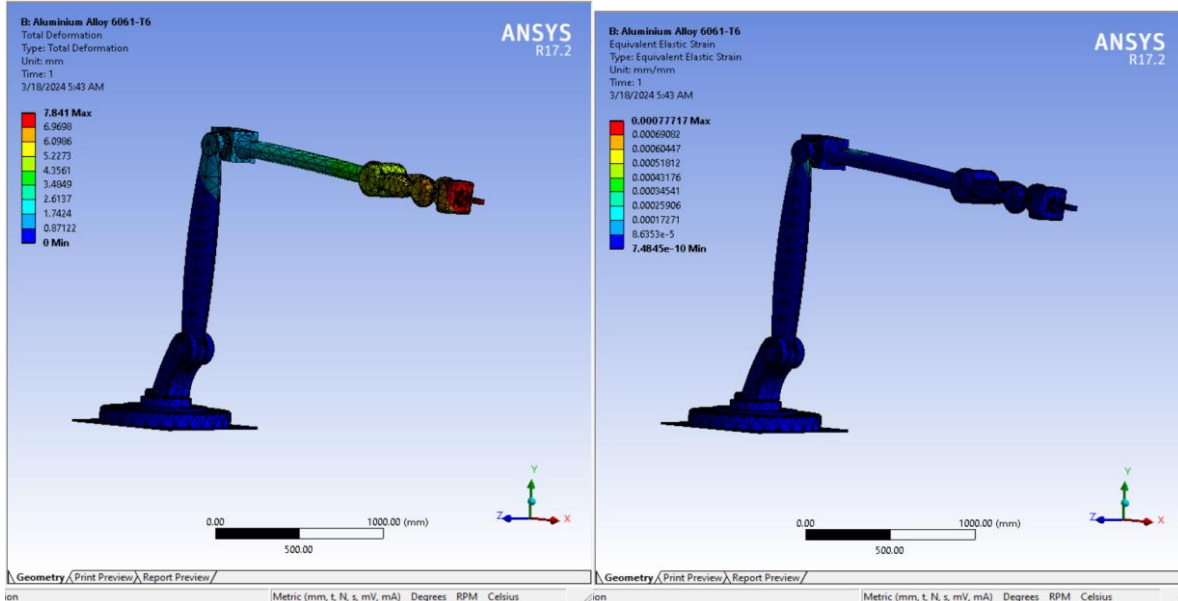 B: Aluminium Alloy 6061-T6
Total Deformation
Type: Total Deformation
Unit: mm
Time: 1
3/18/2024 5:43 AM
ANSYS
R17.2
7.841 Max
6.9698
6.0986
5.2273
4.3561
3.4849
2.6137
1.7424
0.87122
0 Min
Y
Z
X
0.00
1000.00 (mm)
500.00
Geometry Print Preview Report Preview
ion
Metric (mm, t, N, s, mV, mA) Degrees RPM Celsius
B: Aluminium Alloy 6061-T6
Equivalent Elastic Strain
Type: Equivalent Elastic Strain
Unit: mm/mm
Time: 1
3/18/2024 5:43 AM
ANSYS
R17.2
0.00077717 Max
0.00069082
0.00060447
0.00051812
0.00043176
0.00034541
0.00025906
0.00017271
8.6353e-5
7.4845e-10 Min
Y
Z
X
0.00
1000.00 (mm)
500.00
Geometry Print Preview Report Preview
ion
Metric (mm, t, N, s, mV, mA) Degrees RPM Celsius